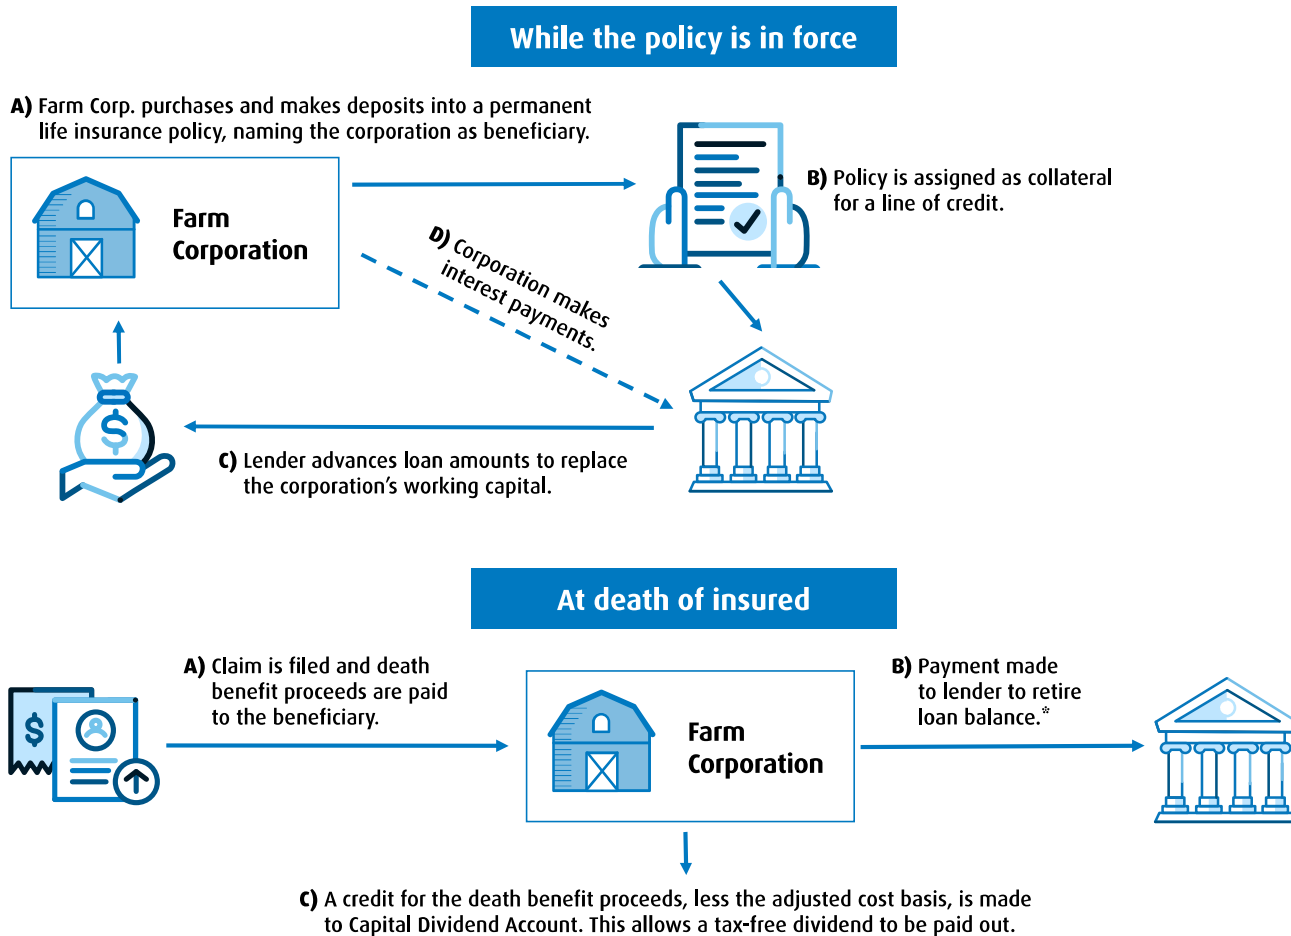 While the policy is in force
A) Farm Corp. purchases and makes deposits into a permanent
life insurance policy, naming the corporation as beneficiary.
Farm
Corporation
B) Policy is assigned as collateral
for a line of credit.
D) Corporation makes
interest payments.
$
C) Lender advances loan amounts to replace
the corporation's working capital.
At death of insured
A) Claim is filed and death
benefit proceeds are paid
to the beneficiary.
$
Farm
Corporation
B) Payment made
to lender to retire
loan balance.*
C) A credit for the death benefit proceeds, less the adjusted cost basis, is made
to Capital Dividend Account. This allows a tax-free dividend to be paid out.